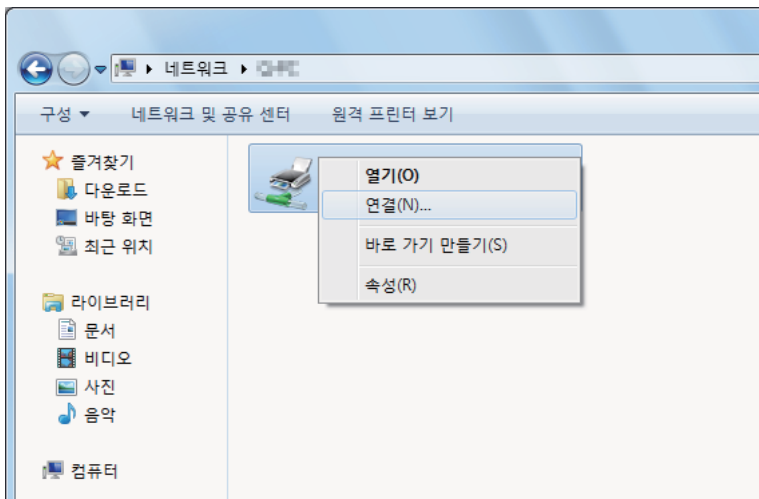 네트워크
구성 네트워크 및 공유 센터 원격 프린터 보기
즐겨찾기
다운로드
바탕 화면
최근 위치
라이브러리
문서
비디오
사진
음악
컴퓨터
열기(O)
연결(N)...
바로 가기 만들기(S)
속성(R)